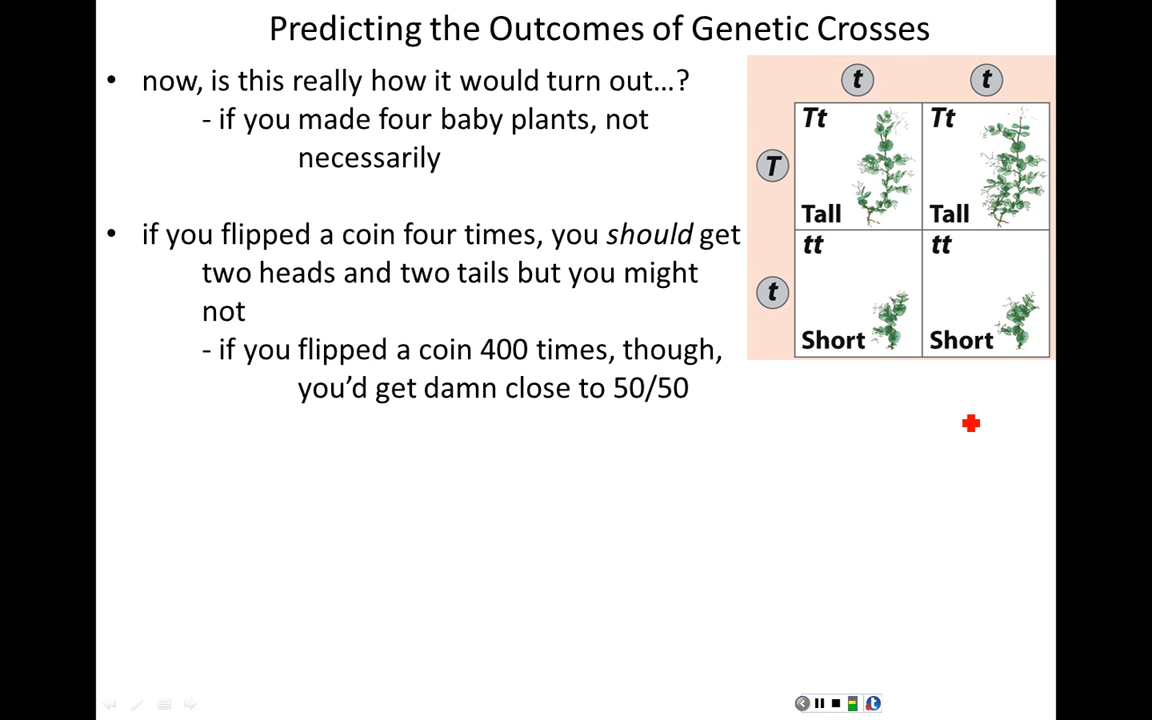 Predicting the Outcomes of Genetic Crosses
• now, is this really how it would turn out…?
- if you made four baby plants, not
necessarily
• if you flipped a coin four times, you should get
two heads and two tails but you might
not
- if you flipped a coin 400 times, though,
you'd get damn close to 50/50
t t
Tt Tt
T
Tall Tall
tt tt
t
Short Short
t